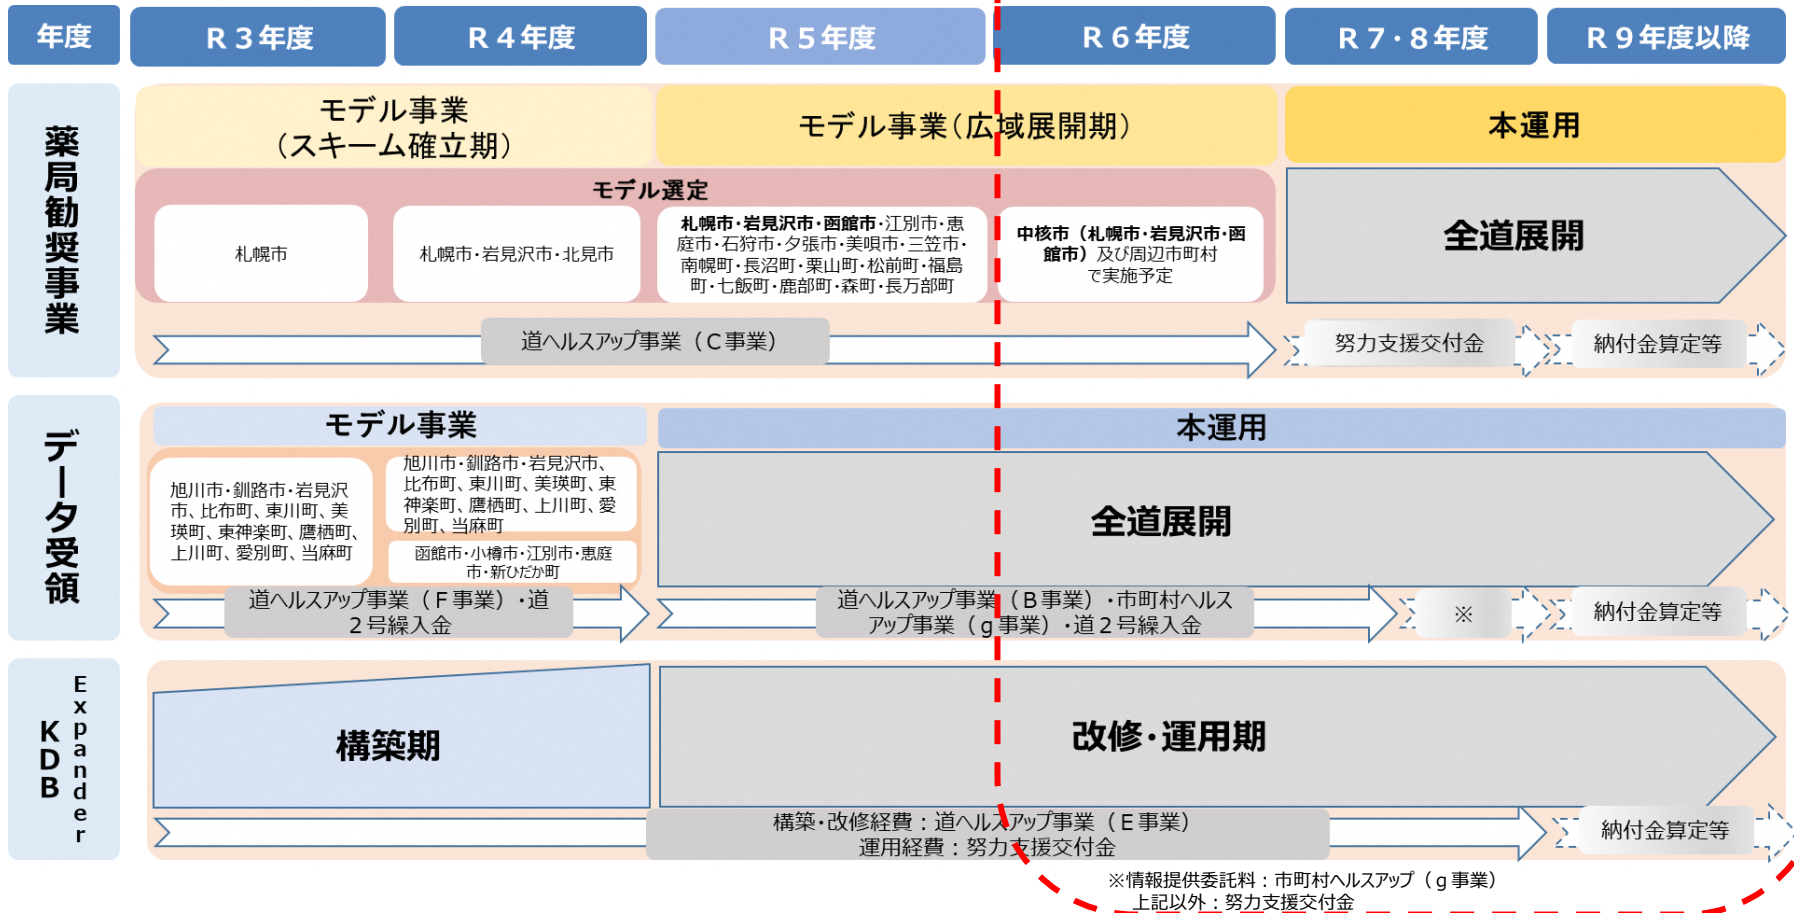 年度
R3年度
R4年度
R5年度
R6年度
R7・8年度
R9年度以降
薬局勧奨事業
モデル事業
（スキーム確立期）
モデル事業（広域展開期）
本運用
モデル選定
札幌市
札幌市・岩見沢市・北見市
札幌市・岩見沢市・函館市・江別市・恵
庭市・石狩市・夕張市・美唄市・三笠市・
南幌町・長沼町・栗山町・松前町・福島
町・七飯町・鹿部町・森町・長万部町
中核市（札幌市・岩見沢市・函
館市）及び周辺市町村
で実施予定
全道展開
道ヘルスアップ事業（C事業）
努力支援交付金
納付金算定等
データ受領
モデル事業
本運用
旭川市・釧路市・岩見沢
市、比布町、東川町、美
瑛町、東神楽町、鷹栖町、
上川町、愛別町、当麻町
旭川市・釧路市・岩見沢市、
比布町、東川町、美瑛町、東
神楽町、鷹栖町、上川町、愛
別町、当麻町
函館市・小樽市・江別市・恵庭
市・新ひだか町
全道展開
道ヘルスアップ事業（F事業）・道
2号繰入金
道ヘルスアップ事業（B事業）・市町村ヘルス
アップ事業（g事業）・道2号繰入金
※
納付金算定等
KDB
Expander
構築期
改修・運用期
構築・改修経費：道ヘルスアップ事業（E事業）
運用経費：努力支援交付金
納付金算定等
※情報提供委託料：市町村ヘルスアップ（g事業）
上記以外：努力支援交付金